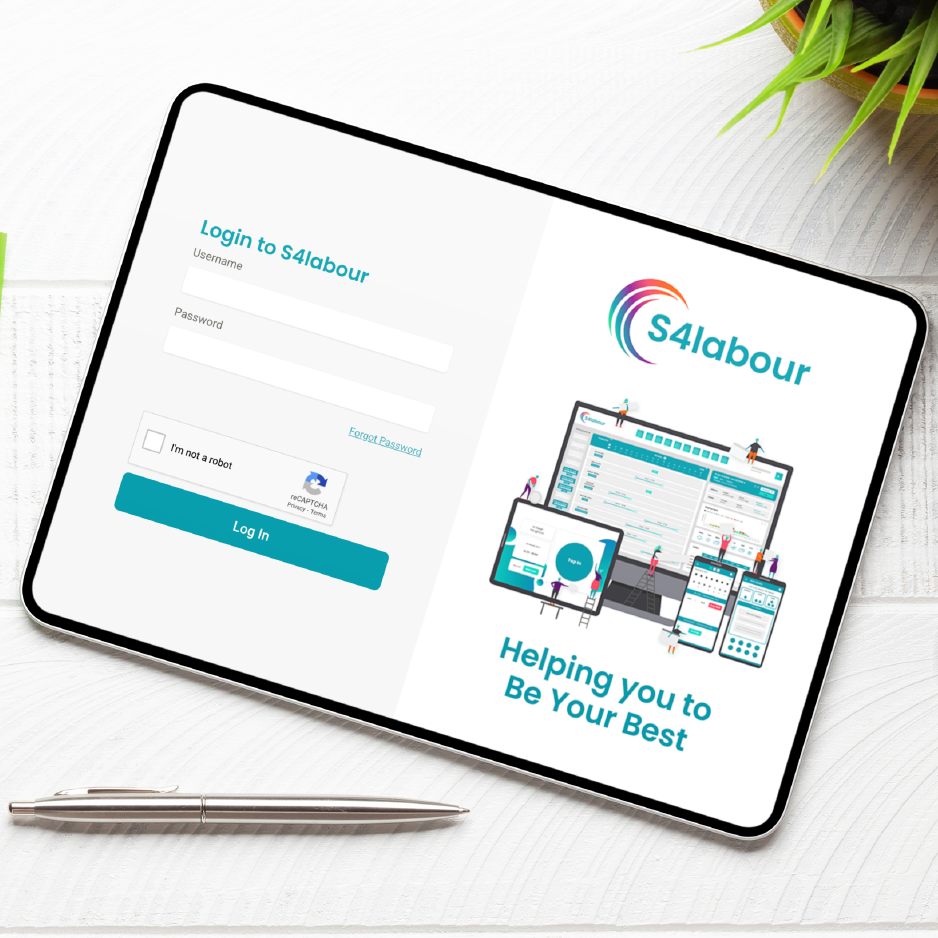 Login to S4labour
Username
Password
Forgot Password
I'm not a robot
reCAPTCHA
Privacy - Terms
Log In
S4labour
S4labour
Helping you to
Be Your Best